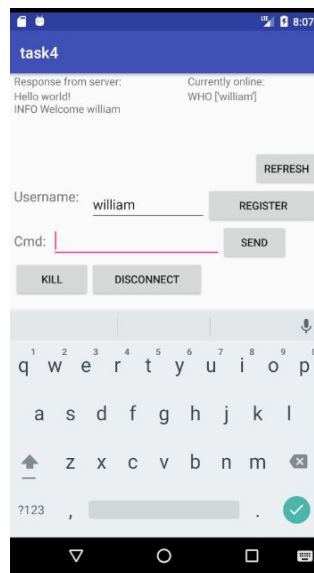 8:07
task4
Response from server:
Hello world!
INFO Welcome william
Currently online:
WHO ['william']
REFRESH
Username: william REGISTER
Cmd: SEND
KILL DISCONNECT
1 2 3 4 5 6 7 8 9 0
q w e r t y u i o p
a s d f g h j k l
z x c v b n m
?123 , .